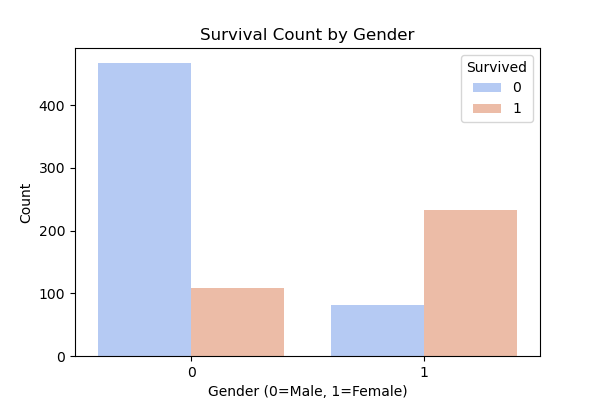 Survival Count by Gender
Survived
0
1
400
300
200
100
0
Count
0
1
Gender (0=Male, 1=Female)